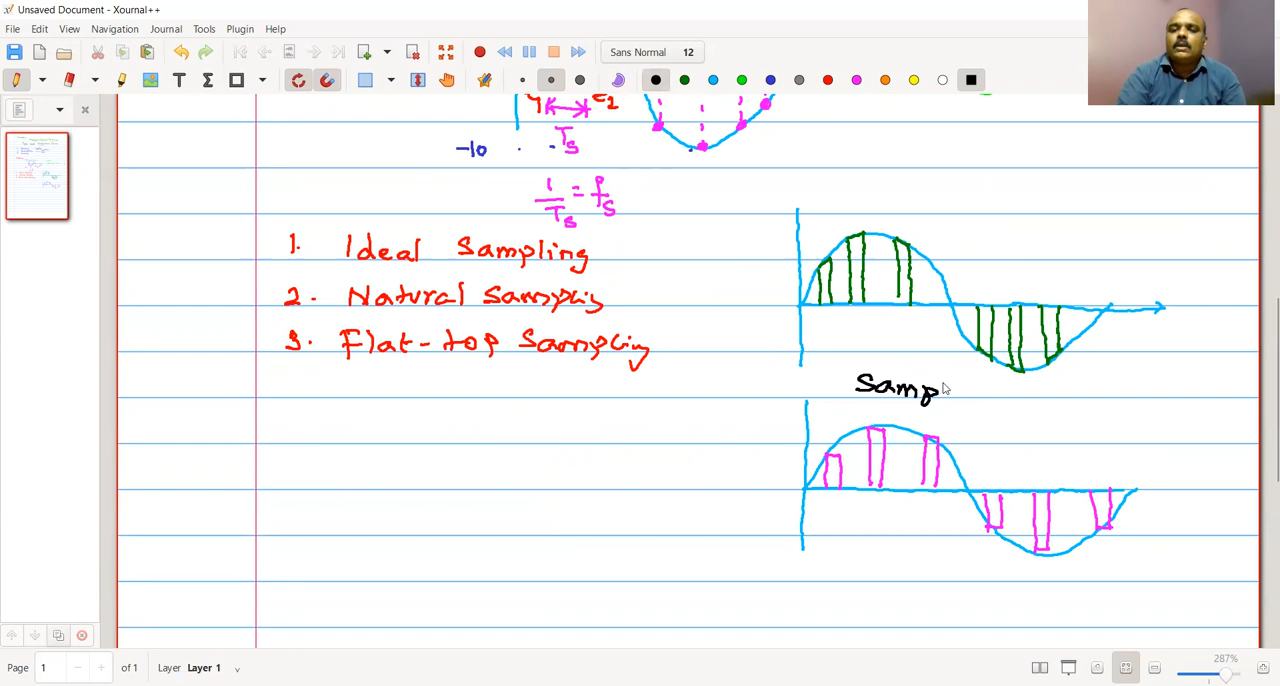 Unsaved Document - Xournal++
File Edit View Navigation Journal Tools Plugin Help
Sans Normal 12
-10
Ts
1/Ts = fs
1. Ideal Sampling
2. Natural Sampling
3. Flat-top Sampling
Samp
Page 1 of 1 Layer Layer 1
287%